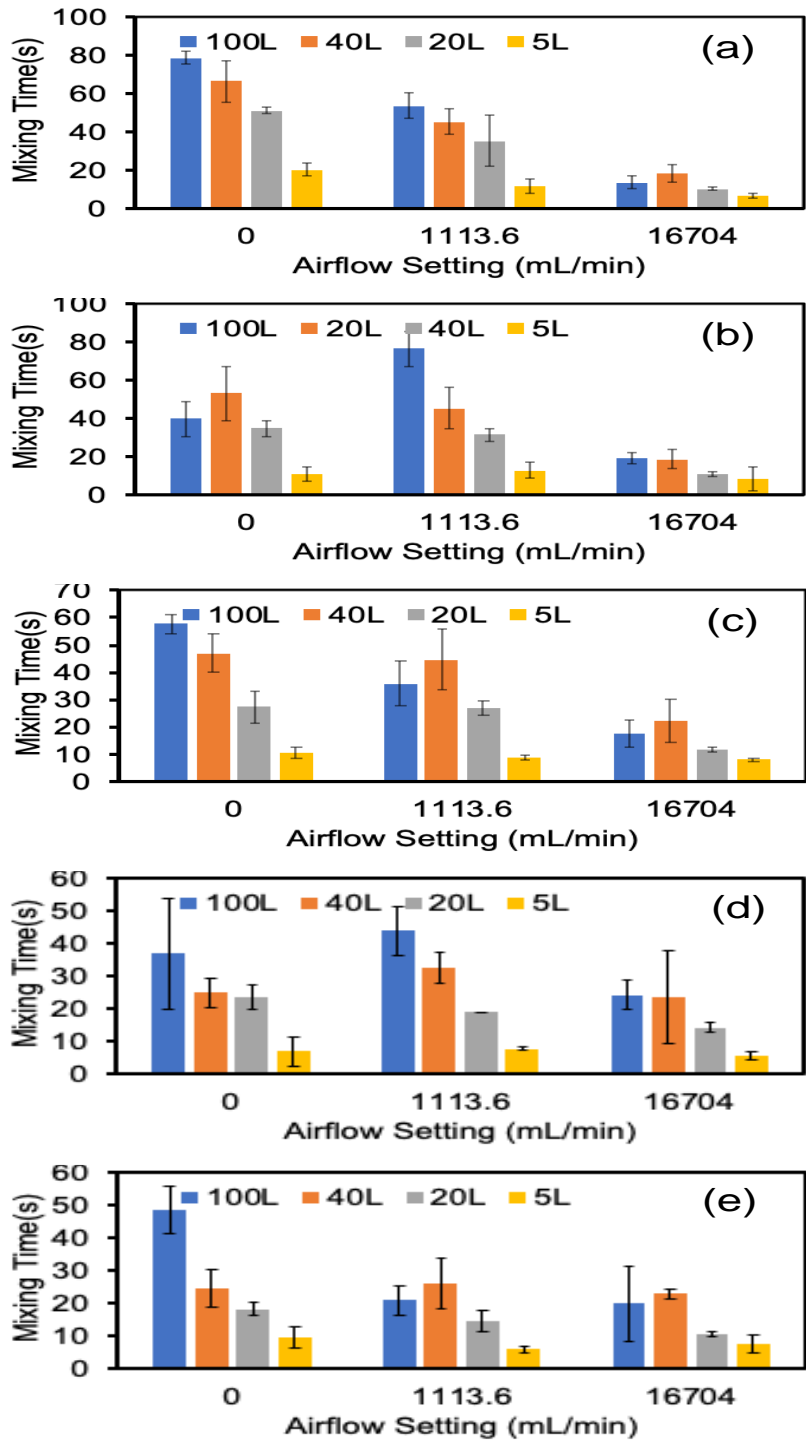 100
100L 40L 20L 5L
(a)
80
60
40
20
0
Mixing Time(s)
0 1113.6 16704
Airflow Setting (mL/min)
100
100L 20L 40L 5L
(b)
80
60
40
20
0
Mixing Time(s)
0 1113.6 16704
Airflow Setting (mL/min)
70
100L 40L 20L 5L
(c)
60
50
40
30
20
10
0
Mixing Time(s)
0 1113.6 16704
Airflow Setting (mL/min)
60
100L 40L 20L 5L
(d)
50
40
30
20
10
0
Mixing Time(s)
0 1113.6 16704
Airflow Setting (mL/min)
60
100L 40L 20L 5L
(e)
50
40
30
20
10
0
Mixing Time(s)
0 1113.6 16704
Airflow Setting (mL/min)